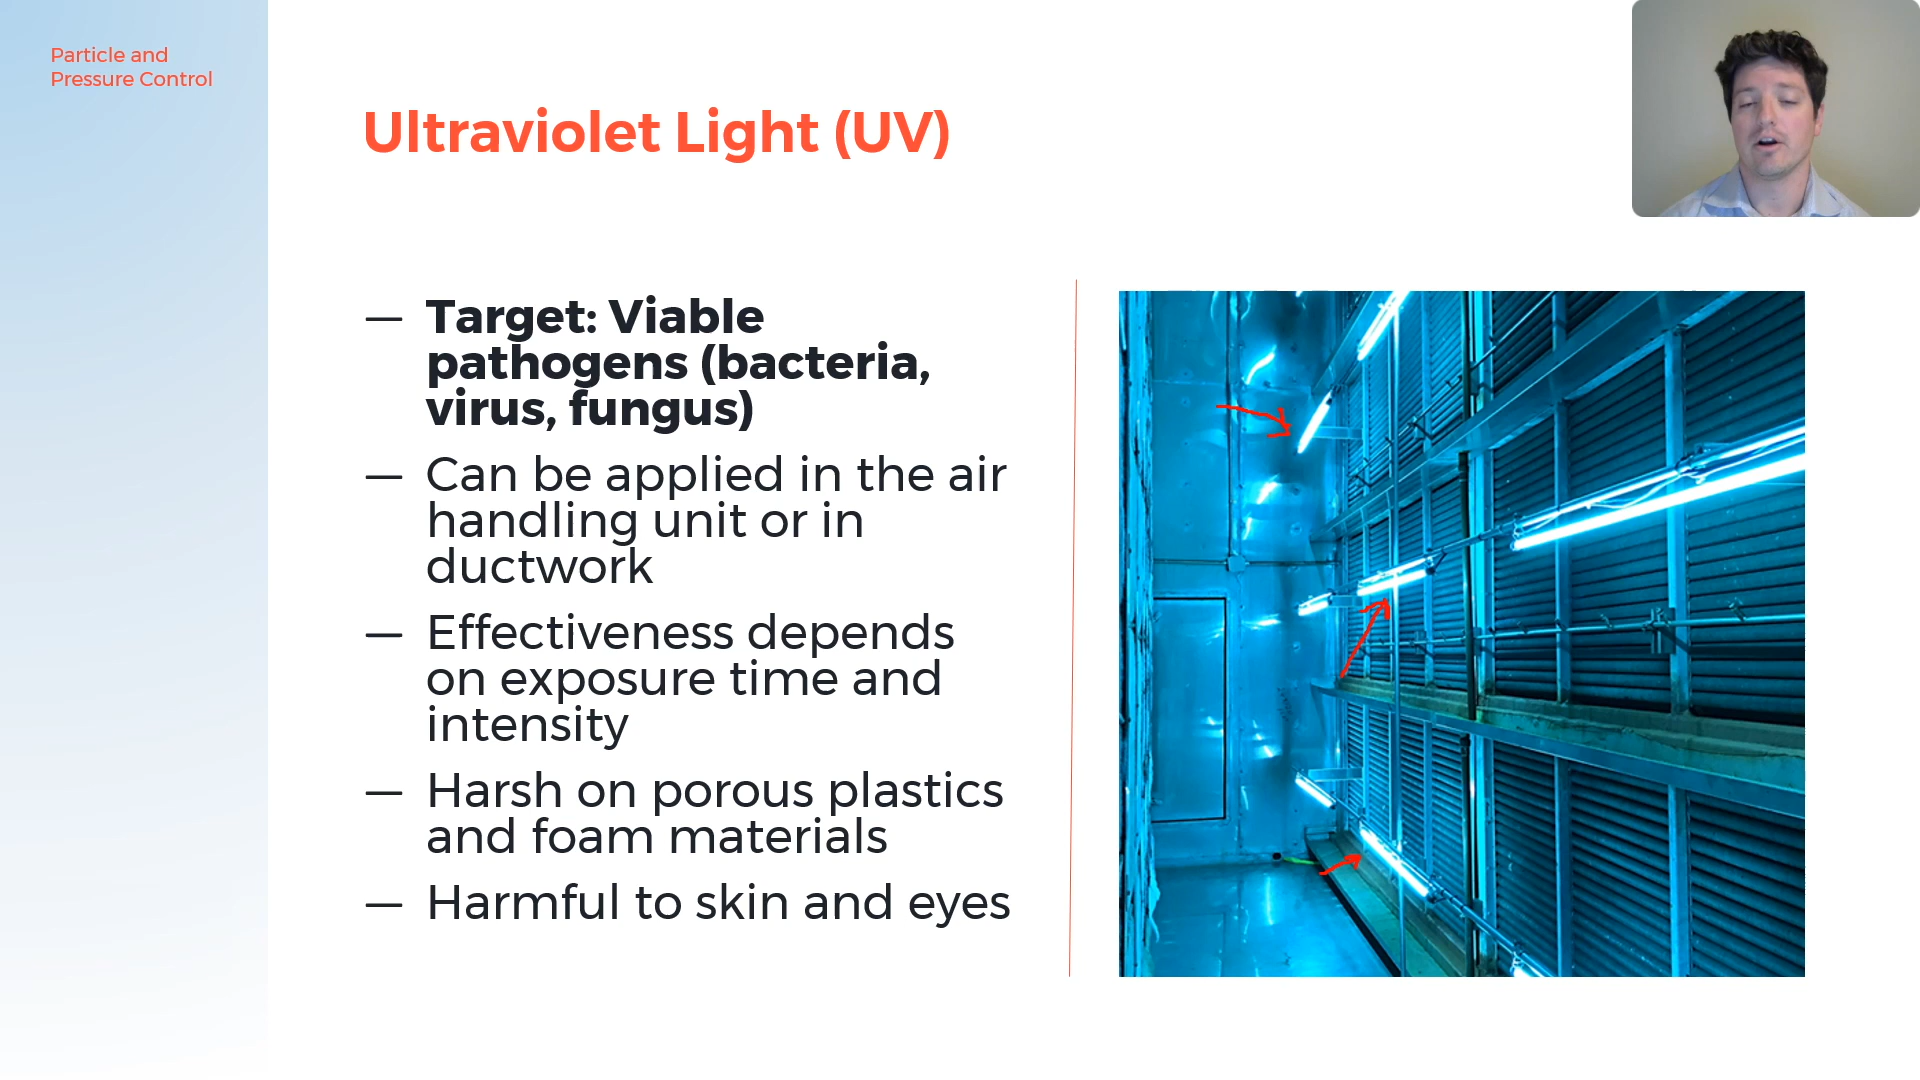 Particle and
Pressure Control
Ultraviolet Light (UV)
— Target: Viable
pathogens (bacteria,
virus, fungus)
— Can be applied in the air
handling unit or in
ductwork
— Effectiveness depends
on exposure time and
intensity
— Harsh on porous plastics
and foam materials
— Harmful to skin and eyes